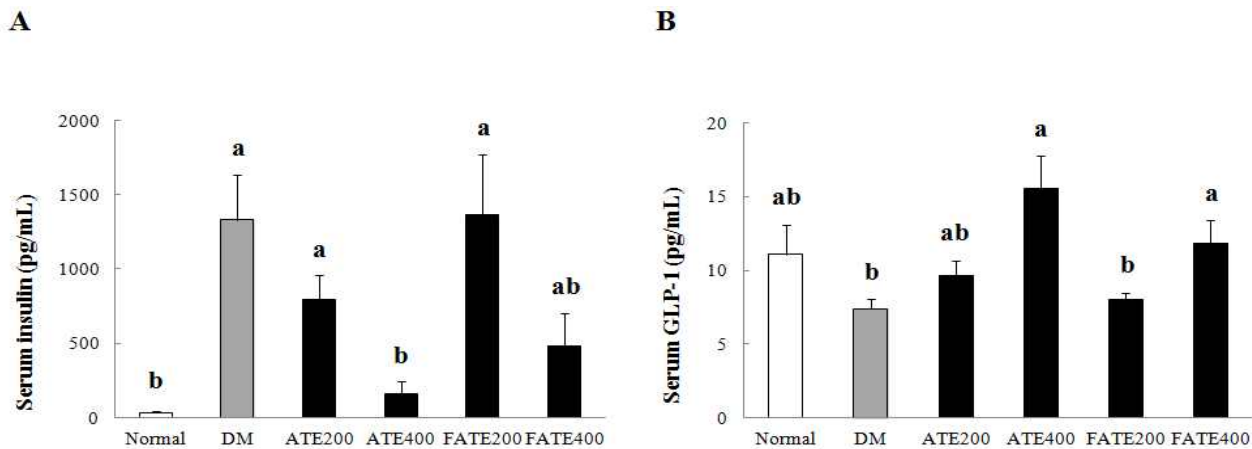 A
Serum insulin (pg/mL)
2000
1500
1000
500
0
b
a
a
b
a
ab
Normal DM ATE200 ATE400 FATE200 FATE400
B
Serum GLP-1 (pg/mL)
20
15
10
5
0
ab
b
ab
a
b
a
Normal DM ATE200 ATE400 FATE200 FATE400